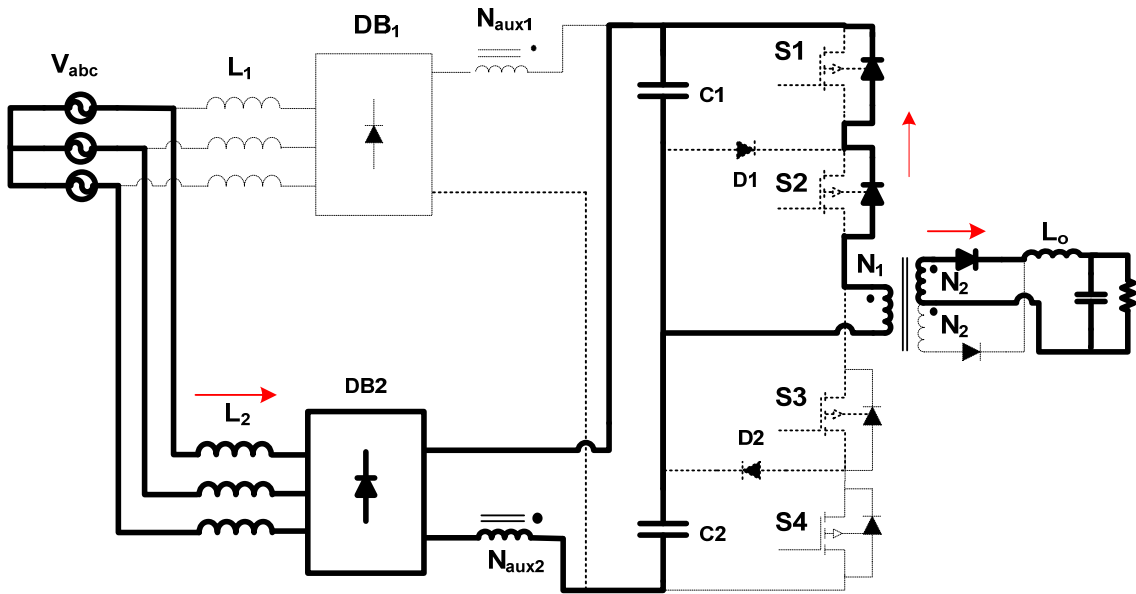 DB₁
Nₐᵤₓ₁
S1
Vabc
L₁
C1
D1
S2
Lₒ
N₁
N₂
N₂
DB2
L₂
S3
D2
S4
C2
Nₐᵤₓ₂